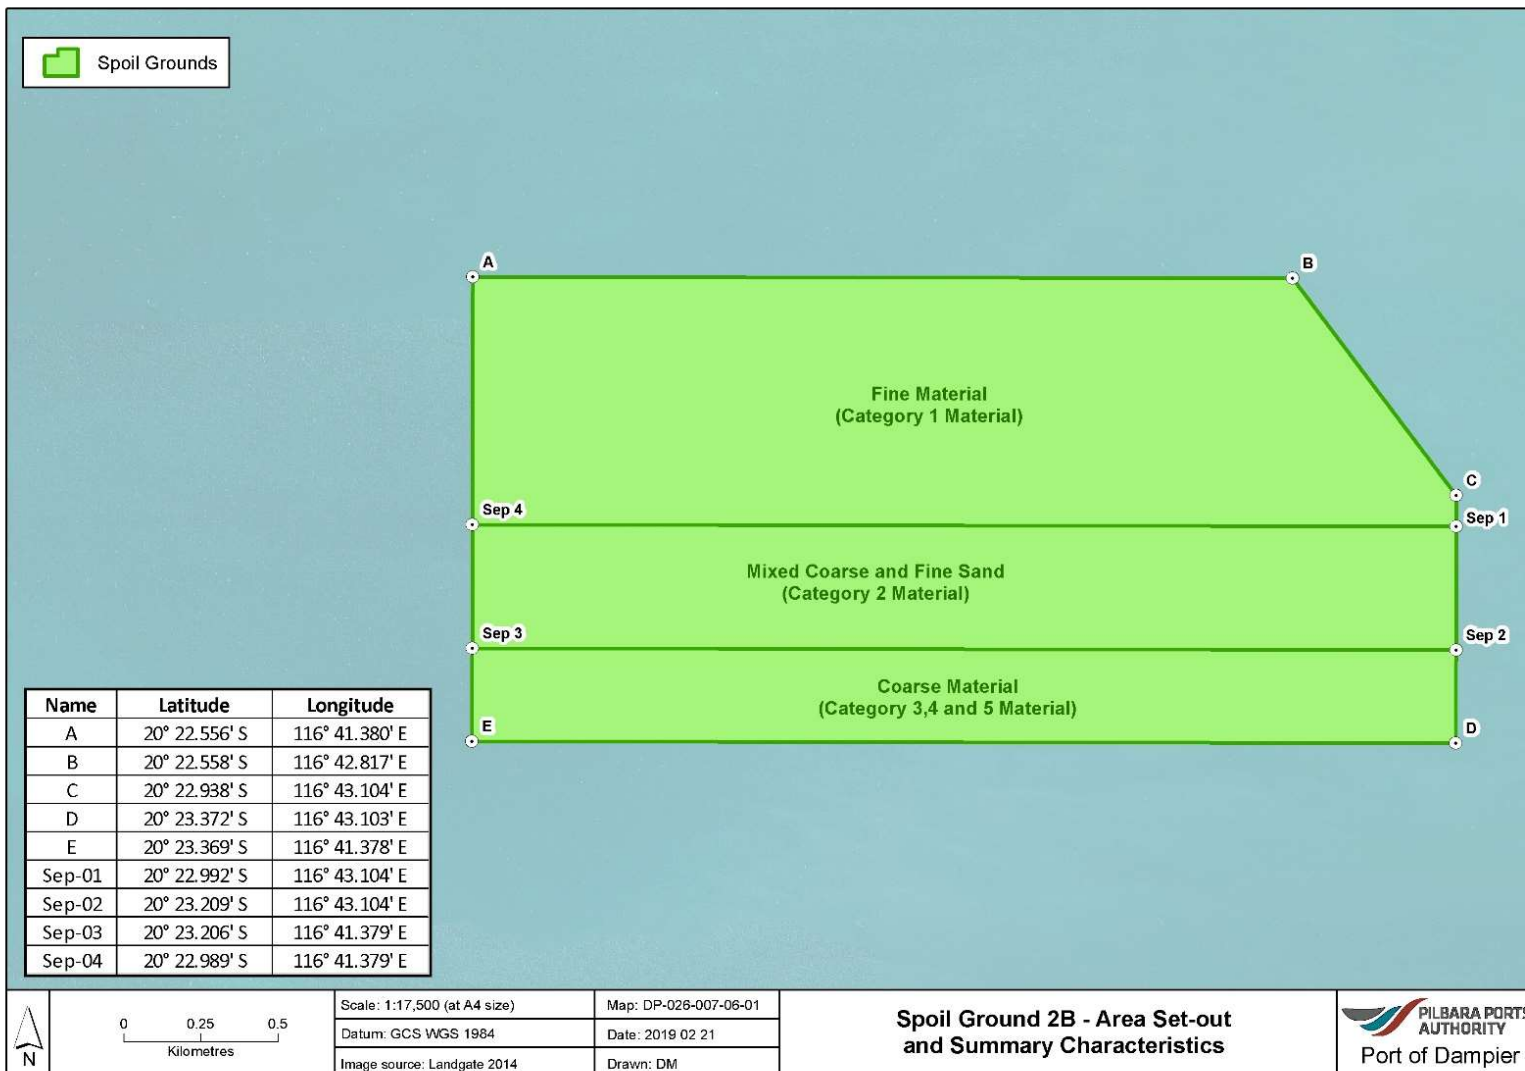 Spoil Grounds
A
B
Fine Material
(Category 1 Material)
C
Sep 4
Sep 1
Mixed Coarse and Fine Sand
(Category 2 Material)
Sep 3
Sep 2
Coarse Material
(Category 3,4 and 5 Material)
E
D
Name Latitude Longitude
A 20° 22.556' S 116° 41.380' E
B 20° 22.558' S 116° 42.817' E
C 20° 22.938' S 116° 43.104' E
D 20° 23.372' S 116° 43.103' E
E 20° 23.369' S 116° 41.378' E
Sep-01 20° 22.992' S 116° 43.104' E
Sep-02 20° 23.209' S 116° 43.104' E
Sep-03 20° 23.206' S 116° 41.379' E
Sep-04 20° 22.989' S 116° 41.379' E
N
0 0.25 0.5
Kilometres
Scale: 1:17,500 (at A4 size)
Datum: GCS WGS 1984
Image source: Landgate 2014
Map: DP-026-007-06-01
Date: 2019 02 21
Drawn: DM
Spoil Ground 2B - Area Set-out
and Summary Characteristics
PILBARA PORTS
AUTHORITY
Port of Dampier